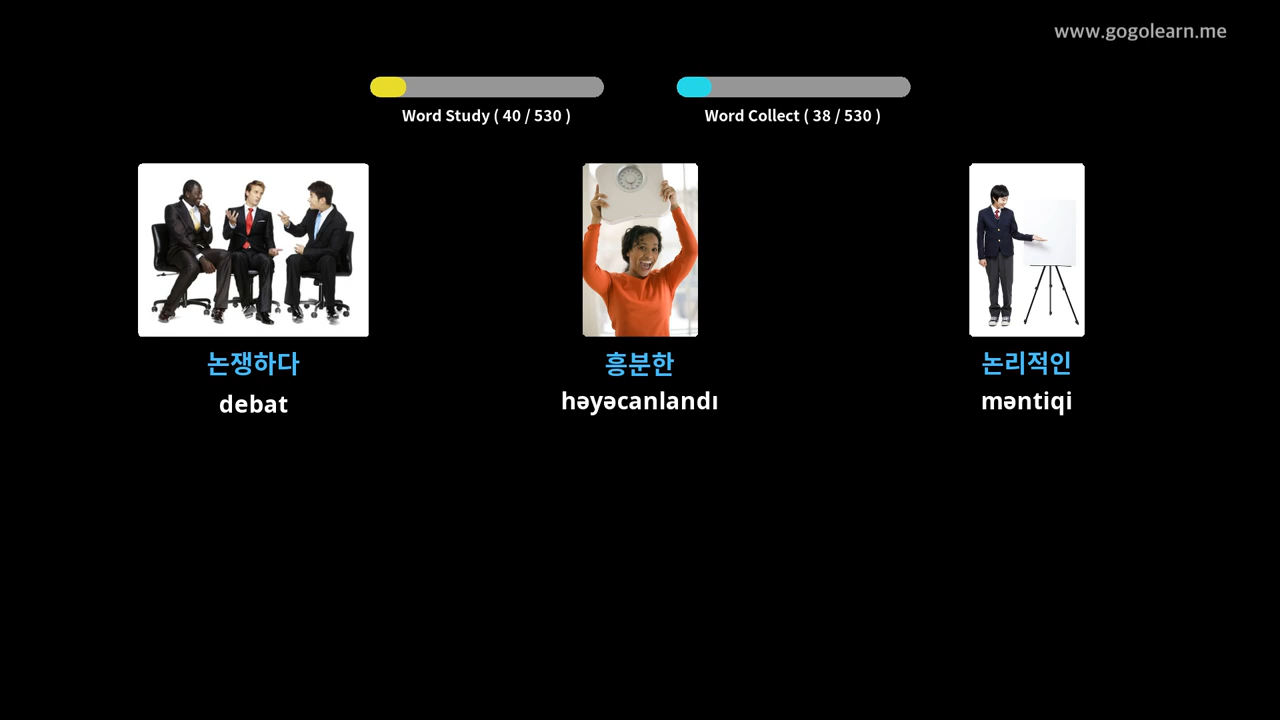 www.gogolearn.me
Word Study ( 40 / 530 )
Word Collect ( 38 / 530 )
논쟁하다
debat
흥분한
həyəcanlandı
논리적인
məntiqi